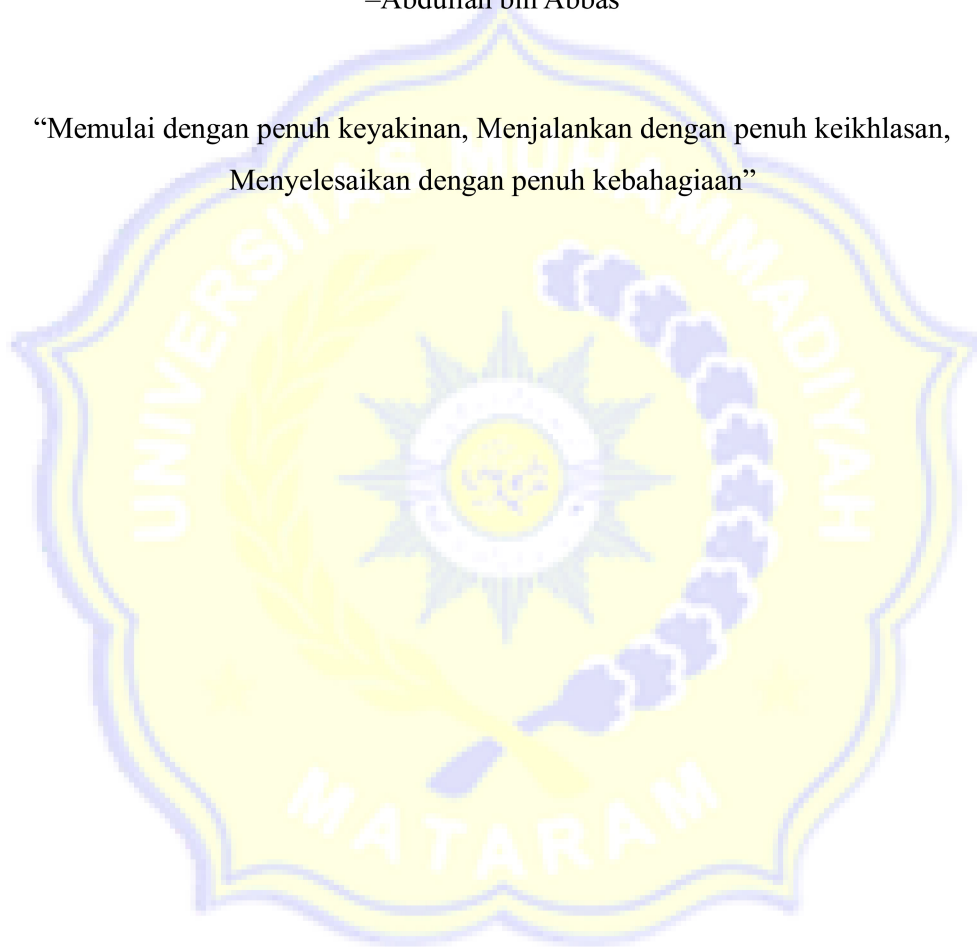 –Abdullah bin Abbas
“Memulai dengan penuh keyakinan, Menjalankan dengan penuh keikhlasan,
Menyelesaikan dengan penuh kebahagiaan”
UNIVERSITAS MUHAMMADIYAH
MATARAM